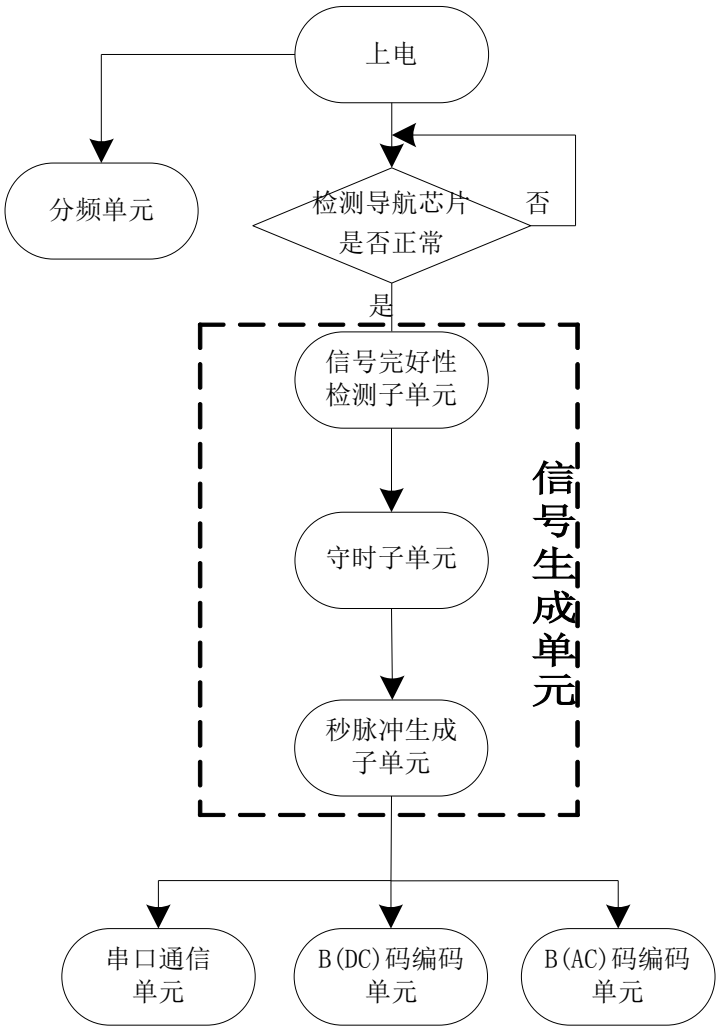 上电
分频单元
检测导航芯片
是否正常
否
是
信号完好性
检测子单元
守时子单元
秒脉冲生成
子单元
信号生成单元
串口通信
单元
B(DC)码编码
单元
B(AC)码编码
单元